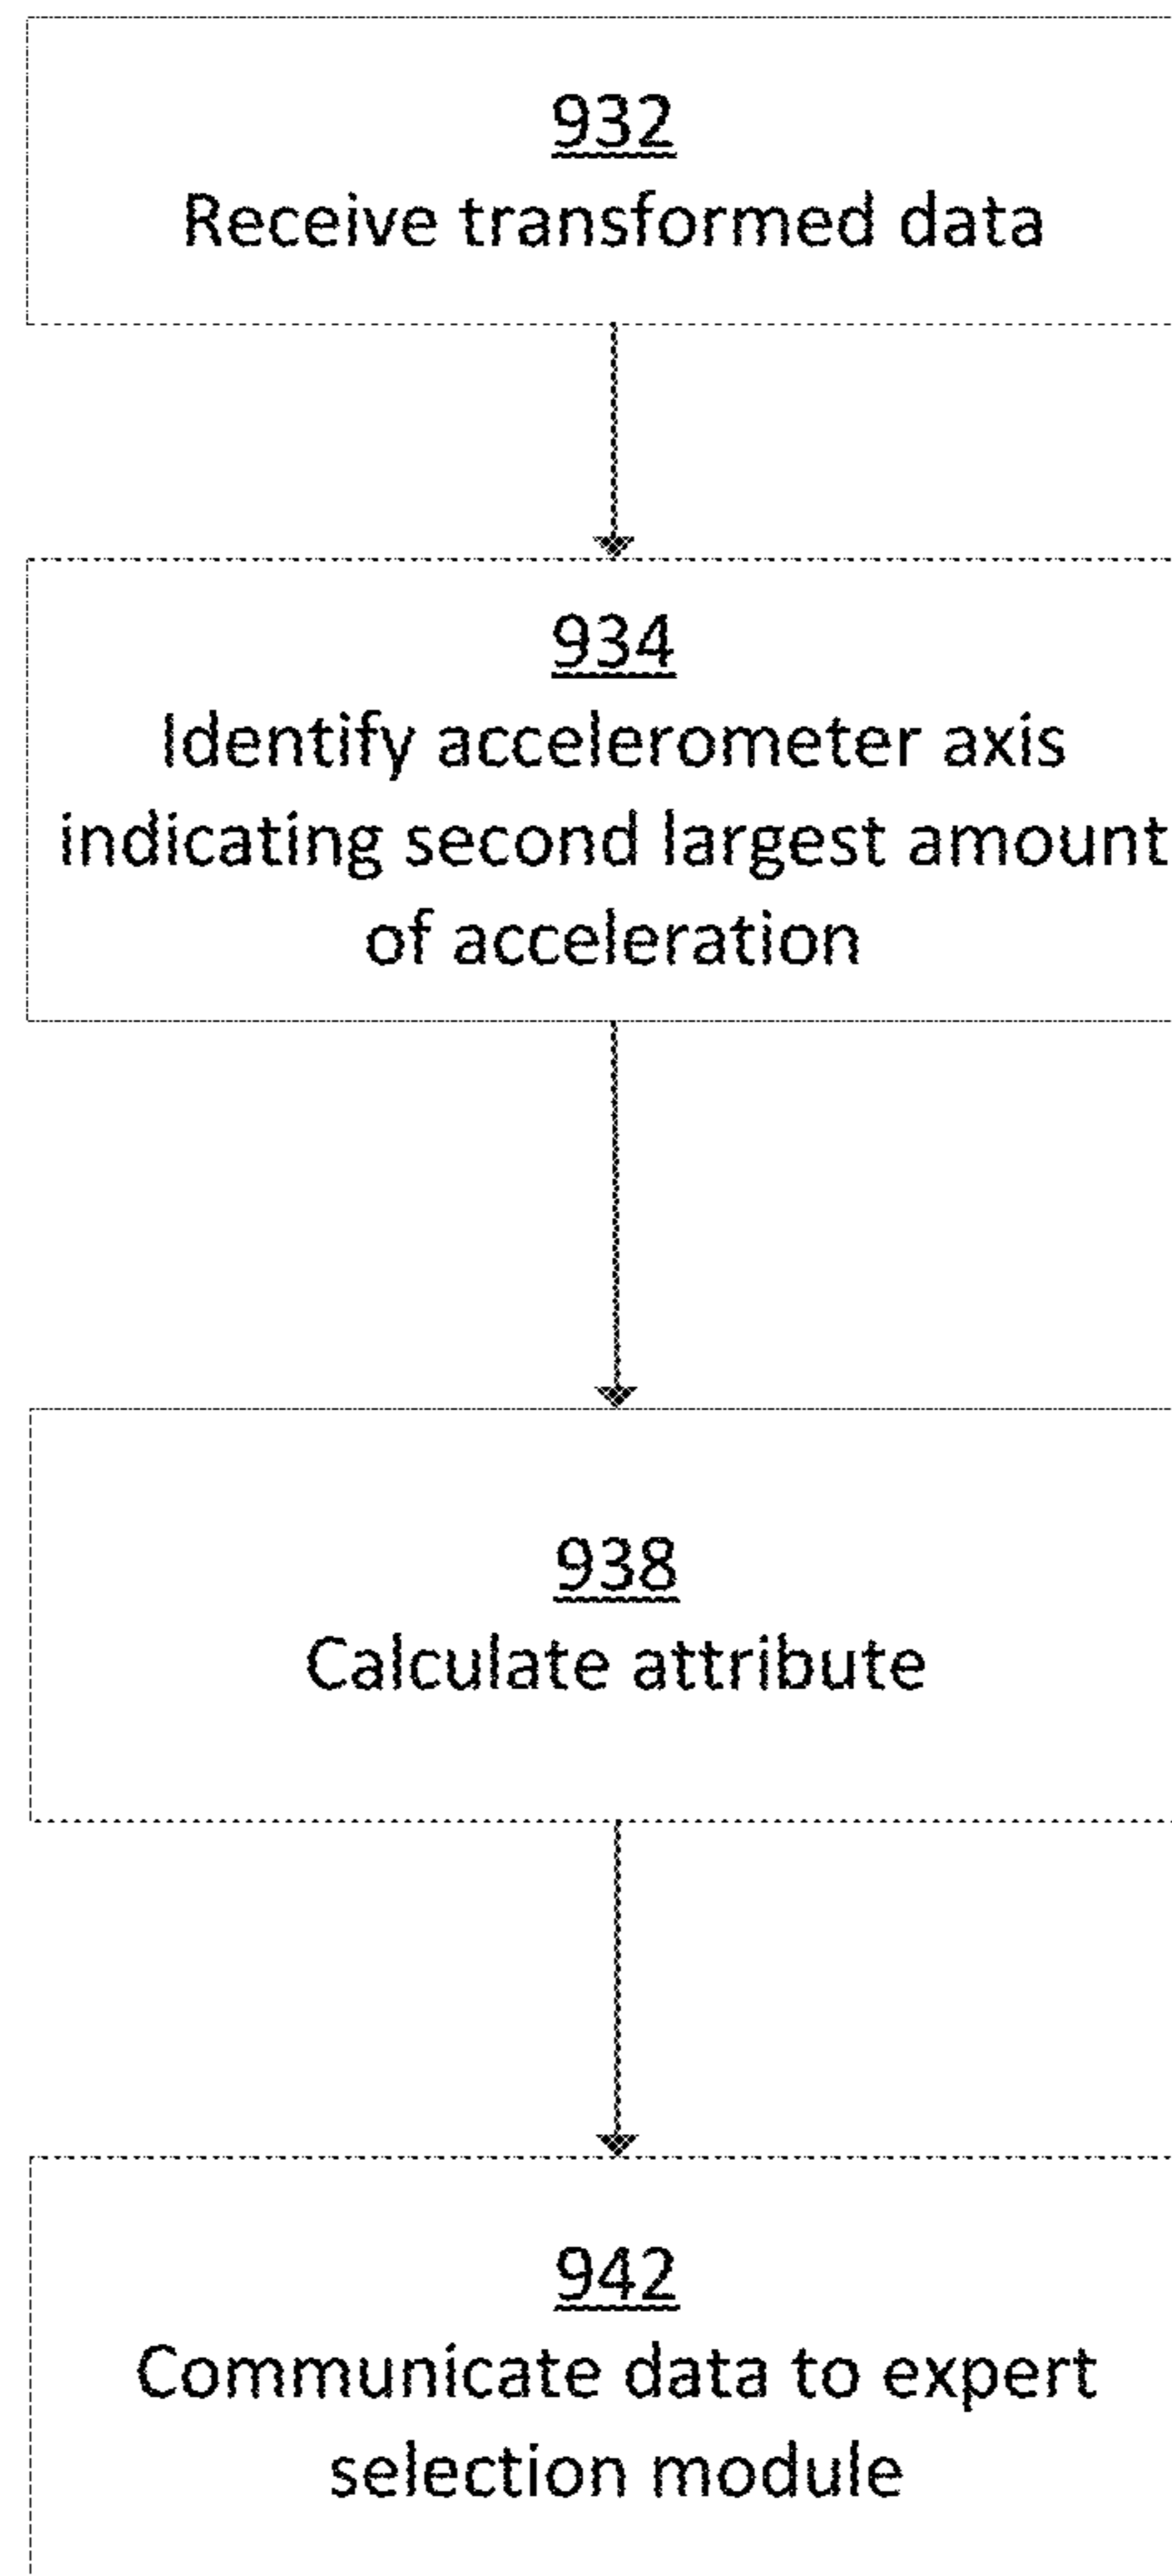 932
Receive transformed data
934
Identify accelerometer axis
indicating second largest amount
of acceleration
938
Calculate attribute
942
Communicate data to expert
selection module